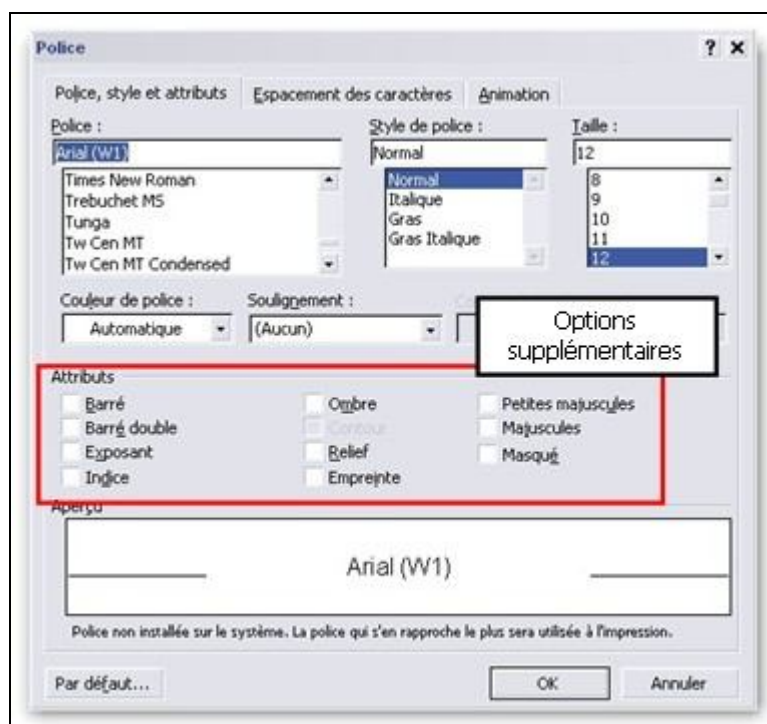 Police
Police, style et attributs Espacement des caractères Animation
Police : Style de police : Taille :
Arial (W1) Normal 12
Times New Roman Normal 8
Trebuchet MS Italique 9
Tunga Gras 10
Tw Cen MT Gras Italique 11
Tw Cen MT Condensed 12
Couleur de police : Soulignement :
Automatique (Aucun)
Options
supplémentaires
Attributs
Barré Ombre Petites majuscules
Barré double Contour Majuscules
Exposant Relief Masqué
Indice Empreinte
Aperçu
Arial (W1)
Police non installée sur le système. La police qui s'en rapproche le plus sera utilisée à l'impression.
Par défaut... OK Annuler